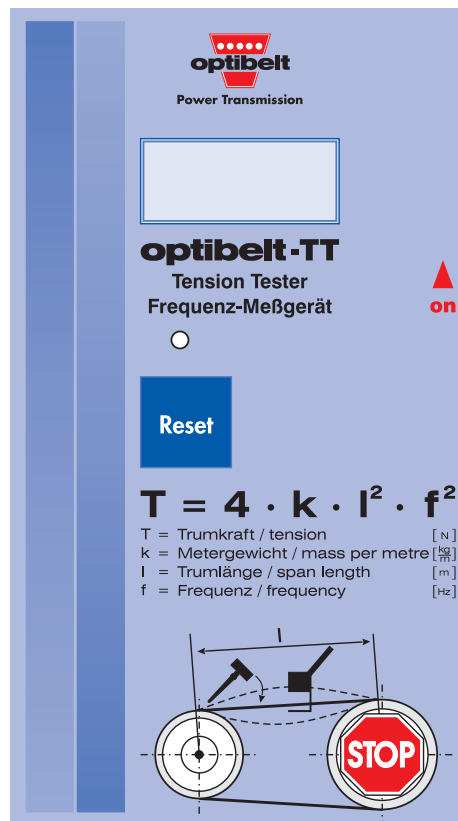 optibelt
Power Transmission
optibelt-TT
Tension Tester
Frequenz-Meßgerät
on
Reset
T = 4 · k · l² · f²
T = Trumkraft / tension [N]
k = Metergewicht / mass per metre [kg/m]
l = Trumlänge / span length [m]
f = Frequenz / frequency [Hz]
l
STOP